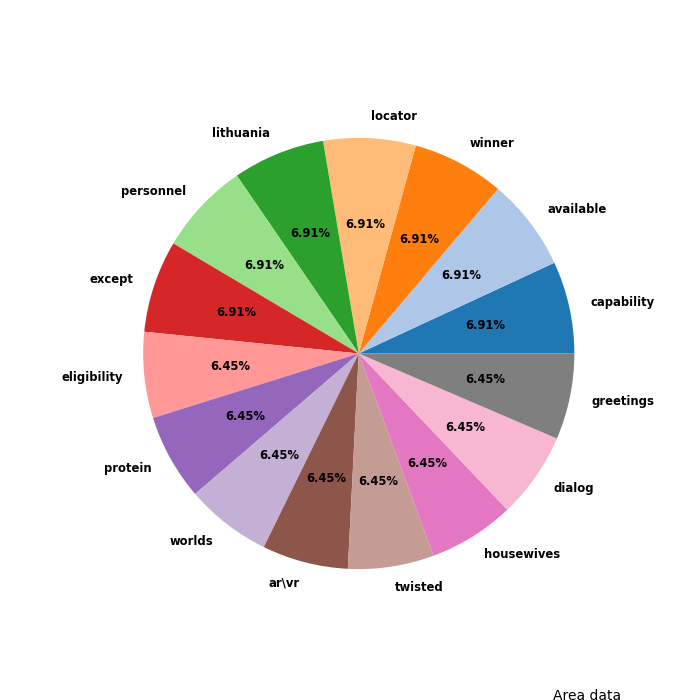 locator
lithuania
winner
personnel
available
6.91%
6.91%
6.91%
6.91%
6.91%
except
capability
6.91%
6.91%
6.45%
6.45%
eligibility
greetings
6.45%
6.45%
6.45%
6.45%
protein
6.45%
6.45%
dialog
worlds
housewives
ar\vr
twisted
Area data